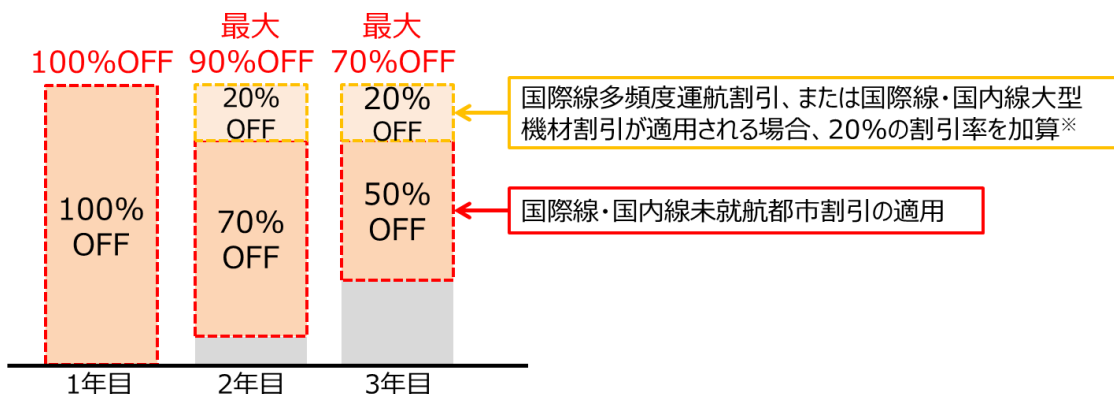 100%OFF
最大
90%OFF
最大
70%OFF
20%
OFF
20%
OFF
国際線多頻度運航割引、または国際線・国内線大型
機材割引が適用される場合、20%の割引率を加算※
100%
OFF
70%
OFF
50%
OFF
国際線・国内線未就航都市割引の適用
1年目
2年目
3年目